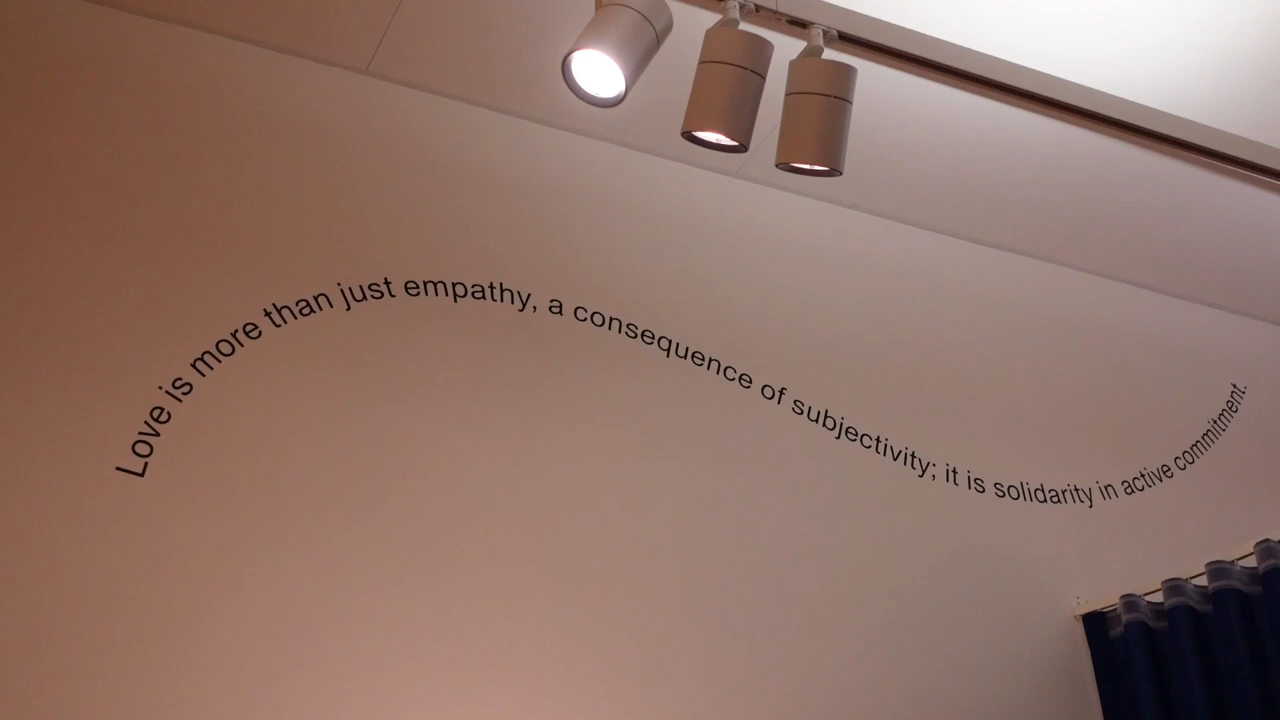 Love is more than just empathy, a consequence of subjectivity; it is solidarity in active commitment.